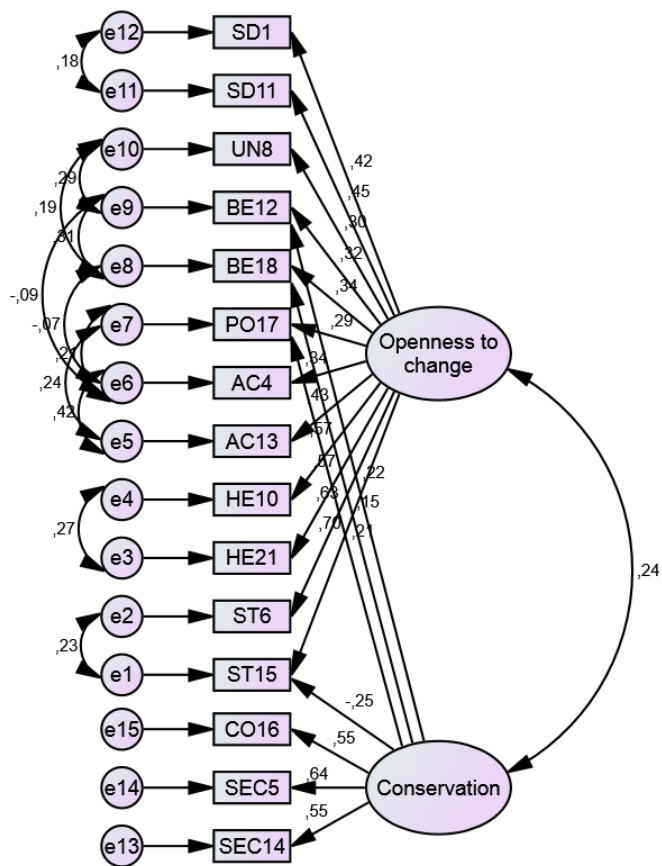 e12 SD1
,18
e11 SD11
e10 UN8
,42
,29
,45
,19
e9 BE12
,30
,31
,32
e8 BE18
,34
-,09
-,07
e7 PO17
,29
Openness to
change
,21
,34
,24
e6 AC4
,43
,42
e5 AC13
,57
,57
,22
e4 HE10
,63
,15
,27
,70
,21
e3 HE21
,24
e2 ST6
,23
e1 ST15
-,25
e15 CO16
,55
e14 SEC5
,64
Conservation
,55
e13 SEC14